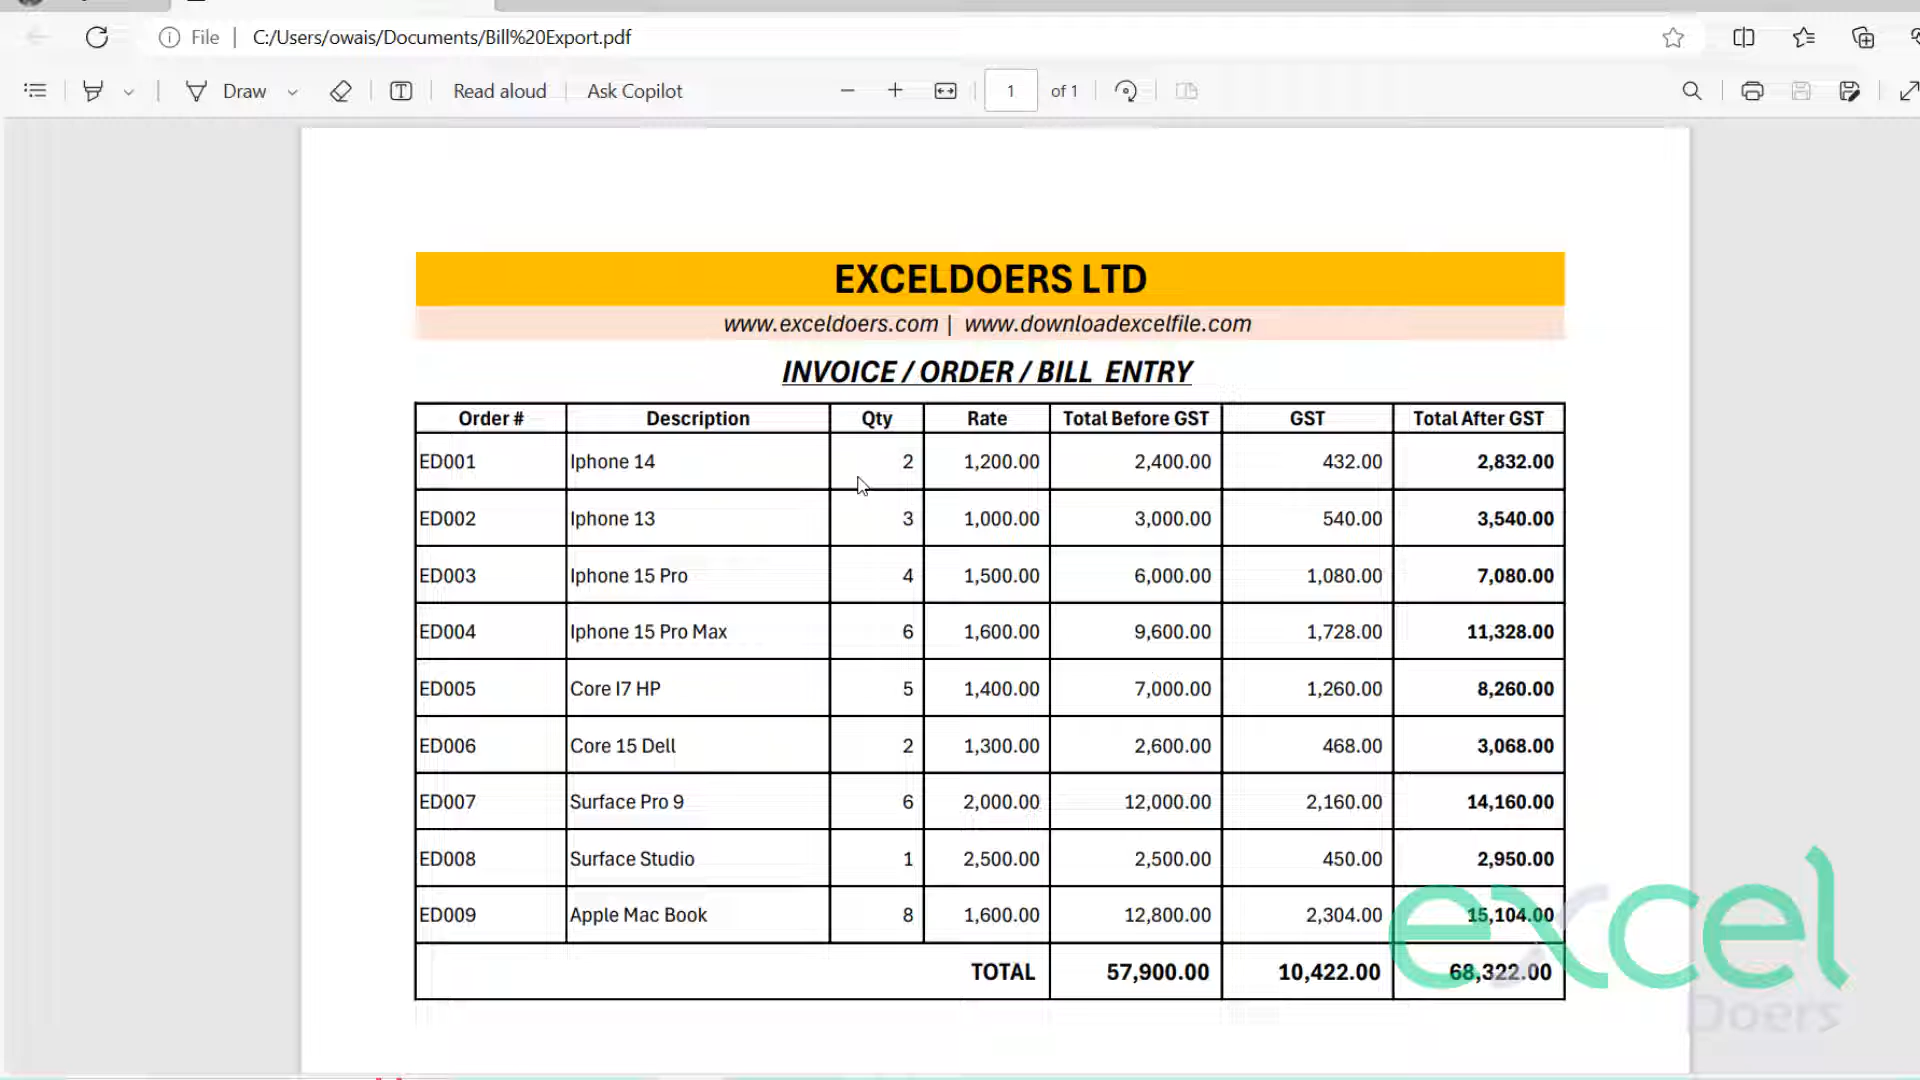 File C:/Users/owais/Documents/Bill%20Export.pdf
Draw Read aloud Ask Copilot 1 of 1
EXCELDOERS LTD
www.exceldoers.com | www.downloadexcelfile.com
INVOICE / ORDER / BILL ENTRY
Order # Description Qty Rate Total Before GST GST Total After GST
ED001 Iphone 14 2 1,200.00 2,400.00 432.00 2,832.00
ED002 Iphone 13 3 1,000.00 3,000.00 540.00 3,540.00
ED003 Iphone 15 Pro 4 1,500.00 6,000.00 1,080.00 7,080.00
ED004 Iphone 15 Pro Max 6 1,600.00 9,600.00 1,728.00 11,328.00
ED005 Core I7 HP 5 1,400.00 7,000.00 1,260.00 8,260.00
ED006 Core 15 Dell 2 1,300.00 2,600.00 468.00 3,068.00
ED007 Surface Pro 9 6 2,000.00 12,000.00 2,160.00 14,160.00
ED008 Surface Studio 1 2,500.00 2,500.00 450.00 2,950.00
ED009 Apple Mac Book 8 1,600.00 12,800.00 2,304.00 15,104.00
TOTAL 57,900.00 10,422.00 68,322.00
excel
Doers